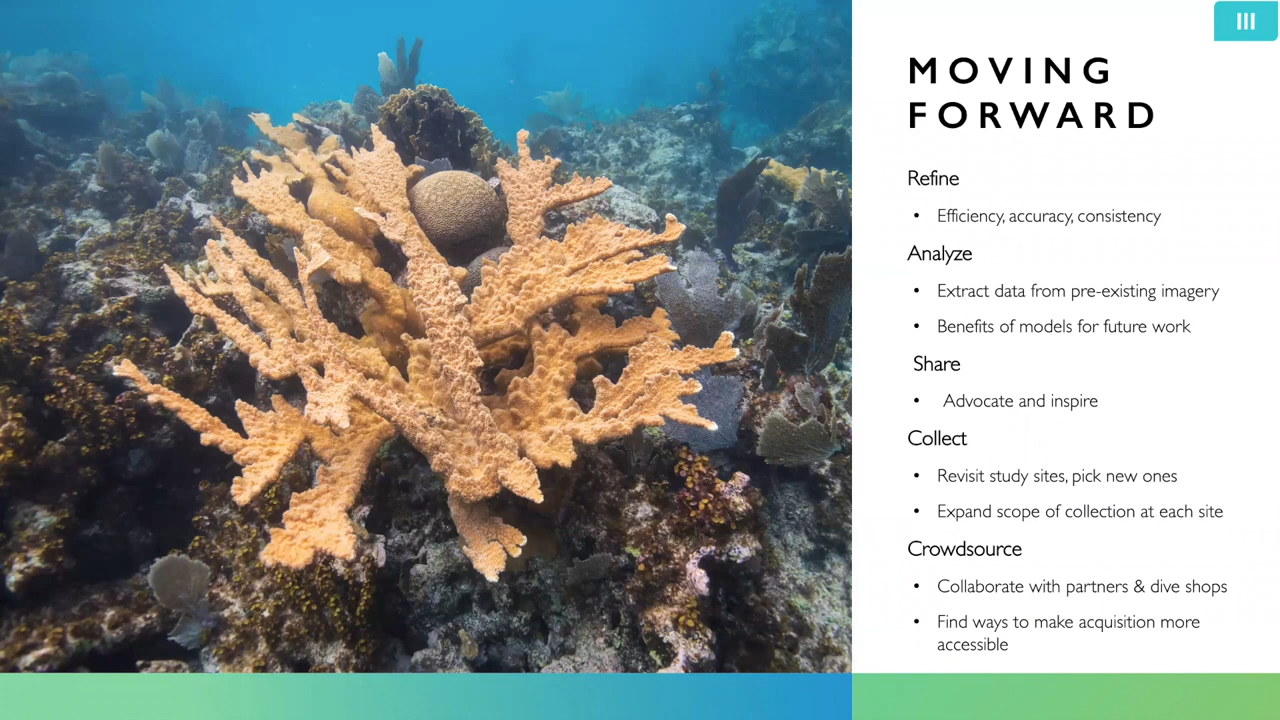 MOVING
FORWARD
Refine
• Efficiency, accuracy, consistency
Analyze
• Extract data from pre-existing imagery
• Benefits of models for future work
Share
• Advocate and inspire
Collect
• Revisit study sites, pick new ones
• Expand scope of collection at each site
Crowdsource
• Collaborate with partners & dive shops
• Find ways to make acquisition more
accessible